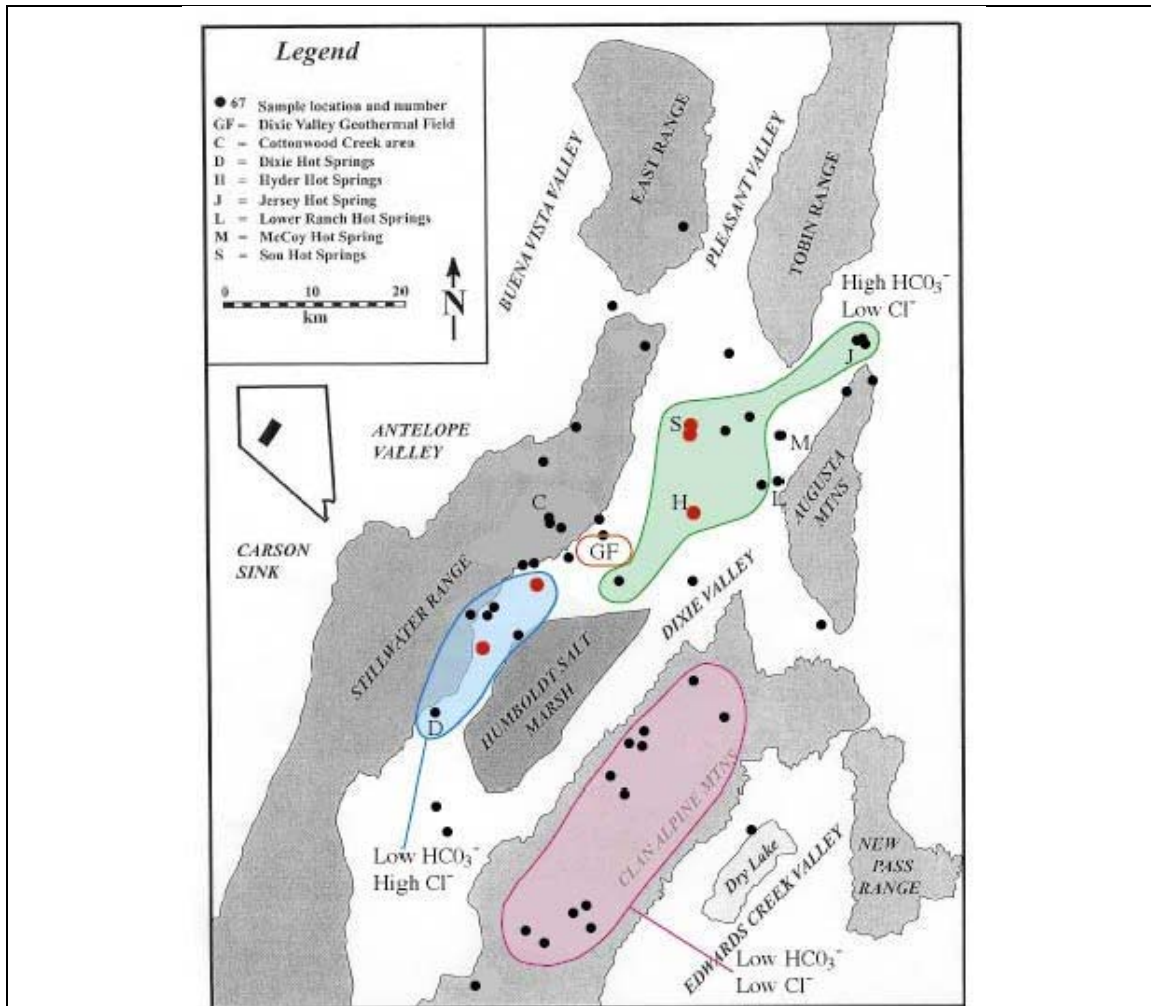 Legend
● 67 Sample location and number
GF – Dixie Valley Geothermal Field
C = Cottonwood Creek area
D = Dixie Hot Springs
H = Hyder Hot Springs
J = Jersey Hot Spring
L = Lower Ranch Hot Springs
M = McCoy Hot Spring
S = Sou Hot Springs
0 10 20
km
N
BUENAVISTA VALLEY
EAST RANGE
PLEASANT VALLEY
TOBIN RANGE
High HC0₃⁻
Low Cl⁻
J
ANTELOPE
VALLEY
S
M
AUGUSTA
MTNS
L
H
C
CARSON
SINK
GF
STILLWATER RANGE
DIXIE VALLEY
HUMBOLDT SALT
MARSH
D
CLAN ALPINE MTNS
Low HC0₃⁻
High Cl⁻
Dry Lake
EDWARDS CREEK VALLEY
NEW
PASS
RANGE
Low HC0₃⁻
Low Cl⁻